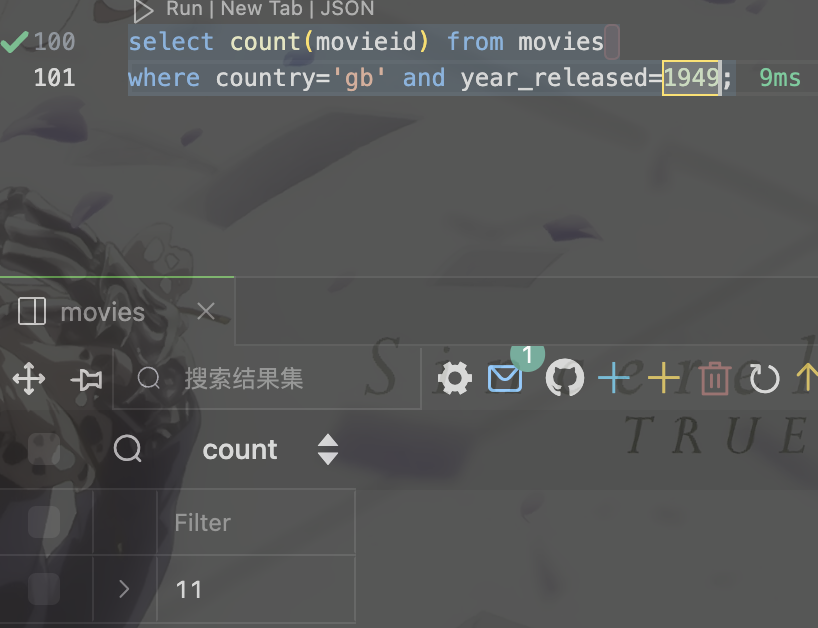 Run | New Tab | JSON
100 select count(movieid) from movies
101 where country='gb' and year_released=1949; 9ms
movies
搜索结果集
1
Sincerel
TRUE
count
Filter
11